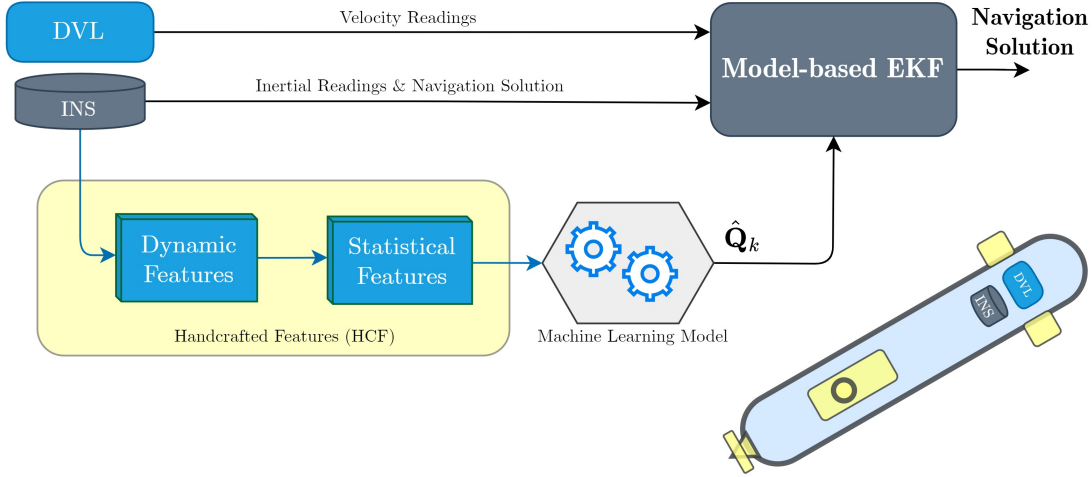 DVL
Velocity Readings
Navigation
Solution
Model-based EKF
INS
Inertial Readings & Navigation Solution
Dynamic
Features
Statistical
Features
Q̂ₖ
Handcrafted Features (HCF)
Machine Learning Model
DVL
INS